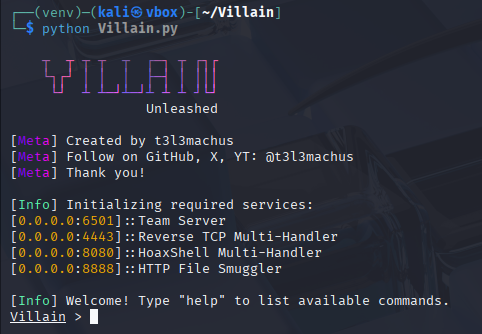 (venv)-(kali㉿vbox)-[~/Villain]
$ python Villain.py
VILLAIN
Unleashed
[Meta] Created by t3l3machus
[Meta] Follow on GitHub, X, YT: @t3l3machus
[Meta] Thank you!
[Info] Initializing required services:
[0.0.0.0:6501]::Team Server
[0.0.0.0:4443]::Reverse TCP Multi-Handler
[0.0.0.0:8080]::HoaxShell Multi-Handler
[0.0.0.0:8888]::HTTP File Smuggler
[Info] Welcome! Type "help" to list available commands.
Villain >